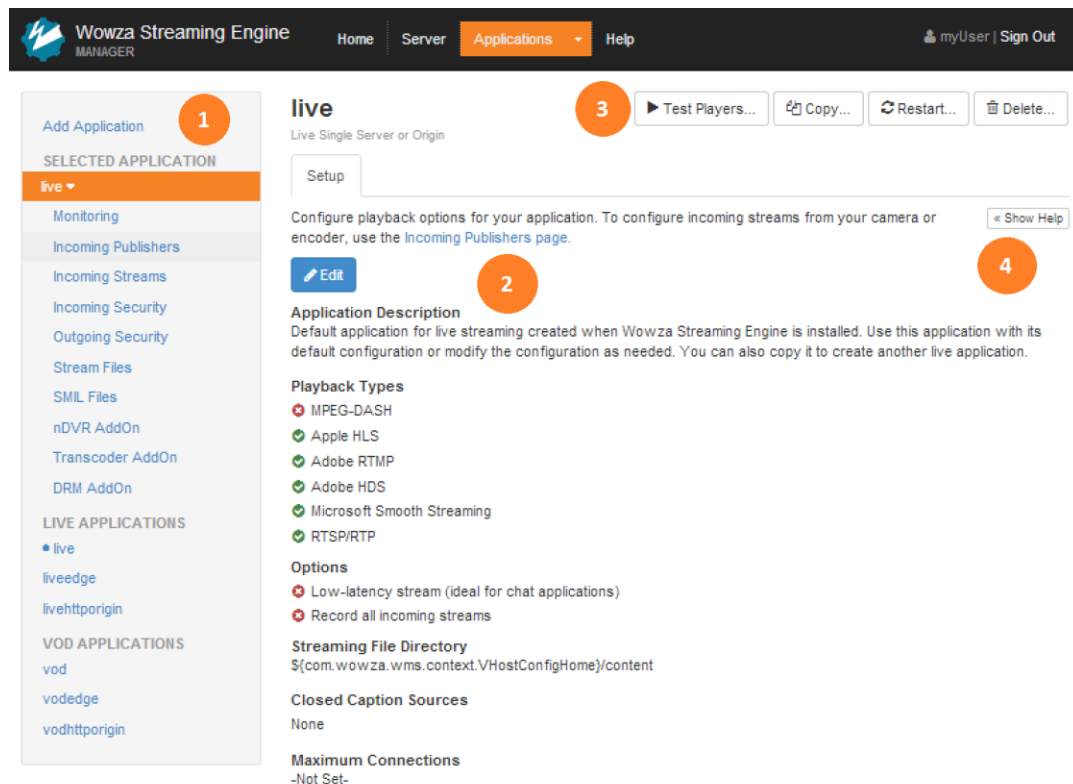 Wowza Streaming Engine
MANAGER
Home Server Applications Help
myUser | Sign Out
Add Application
1
SELECTED APPLICATION
live
Monitoring
Incoming Publishers
Incoming Streams
Incoming Security
Outgoing Security
Stream Files
SMIL Files
nDVR AddOn
Transcoder AddOn
DRM AddOn
LIVE APPLICATIONS
live
liveedge
livehttporigin
VOD APPLICATIONS
vod
vodedge
vodhttporigin
live
Live Single Server or Origin
3
Test Players... Copy... Restart... Delete...
Setup
Configure playback options for your application. To configure incoming streams from your camera or
encoder, use the Incoming Publishers page.
« Show Help
4
Edit
2
Application Description
Default application for live streaming created when Wowza Streaming Engine is installed. Use this application with its
default configuration or modify the configuration as needed. You can also copy it to create another live application.
Playback Types
MPEG-DASH
Apple HLS
Adobe RTMP
Adobe HDS
Microsoft Smooth Streaming
RTSP/RTP
Options
Low-latency stream (ideal for chat applications)
Record all incoming streams
Streaming File Directory
${com.wowza.wms.context.VHostConfigHome}/content
Closed Caption Sources
None
Maximum Connections
-Not Set-